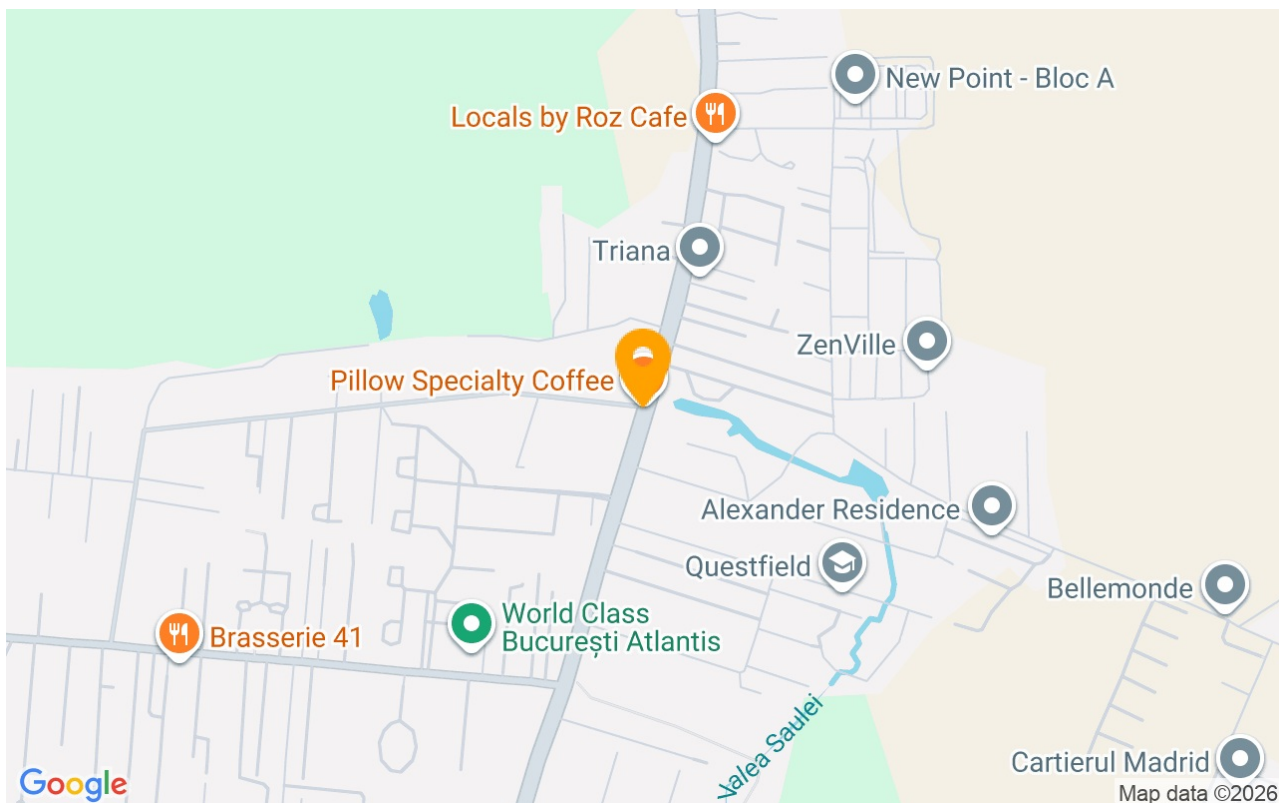 New Point - Bloc A
Locals by Roz Cafe
Triana
ZenVille
Pillow Specialty Coffee
Alexander Residence
Questfield
Bellemonde
World Class
București Atlantis
Brasserie 41
Valea Saulei
Cartierul Madrid
Google
Map data ©2026